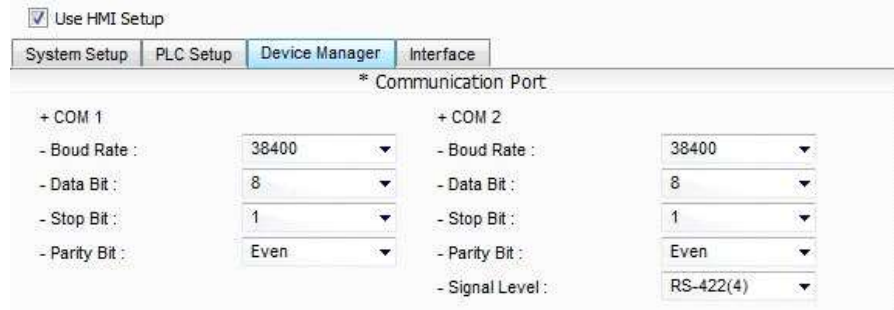 Use HMI Setup
System Setup PLC Setup Device Manager Interface
* Communication Port
+ COM 1 + COM 2
- Boud Rate : 38400 - Boud Rate : 38400
- Data Bit : 8 - Data Bit : 8
- Stop Bit : 1 - Stop Bit : 1
- Parity Bit : Even - Parity Bit : Even
- Signal Level : RS-422(4)